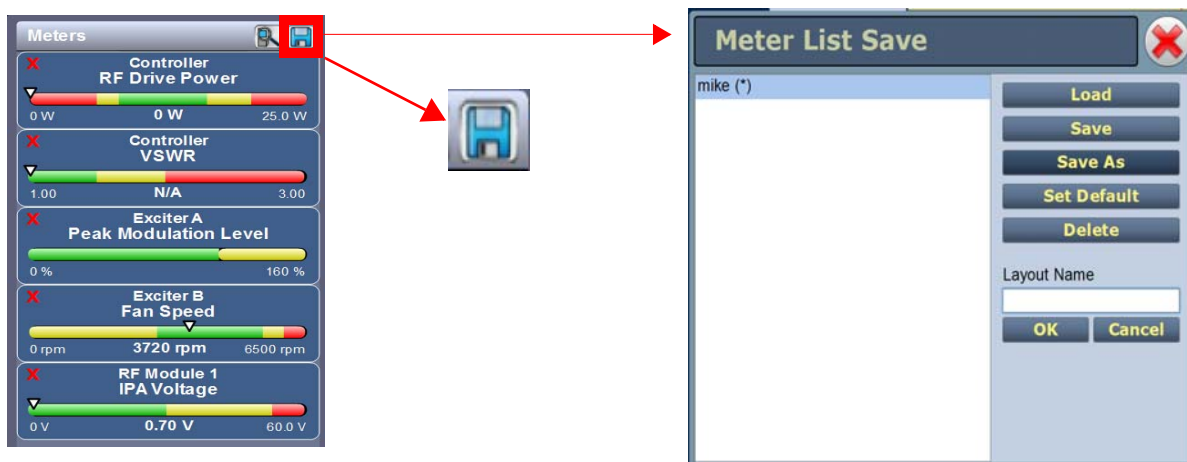 Meters
X Controller
RF Drive Power
0 W 0 W 25.0 W
X Controller
VSWR
1.00 N/A 3.00
X Exciter A
Peak Modulation Level
0 % 160 %
X Exciter B
Fan Speed
0 rpm 3720 rpm 6500 rpm
X RF Module 1
IPA Voltage
0 V 0.70 V 60.0 V
Meter List Save
mike (*)
Load
Save
Save As
Set Default
Delete
Layout Name
OK Cancel